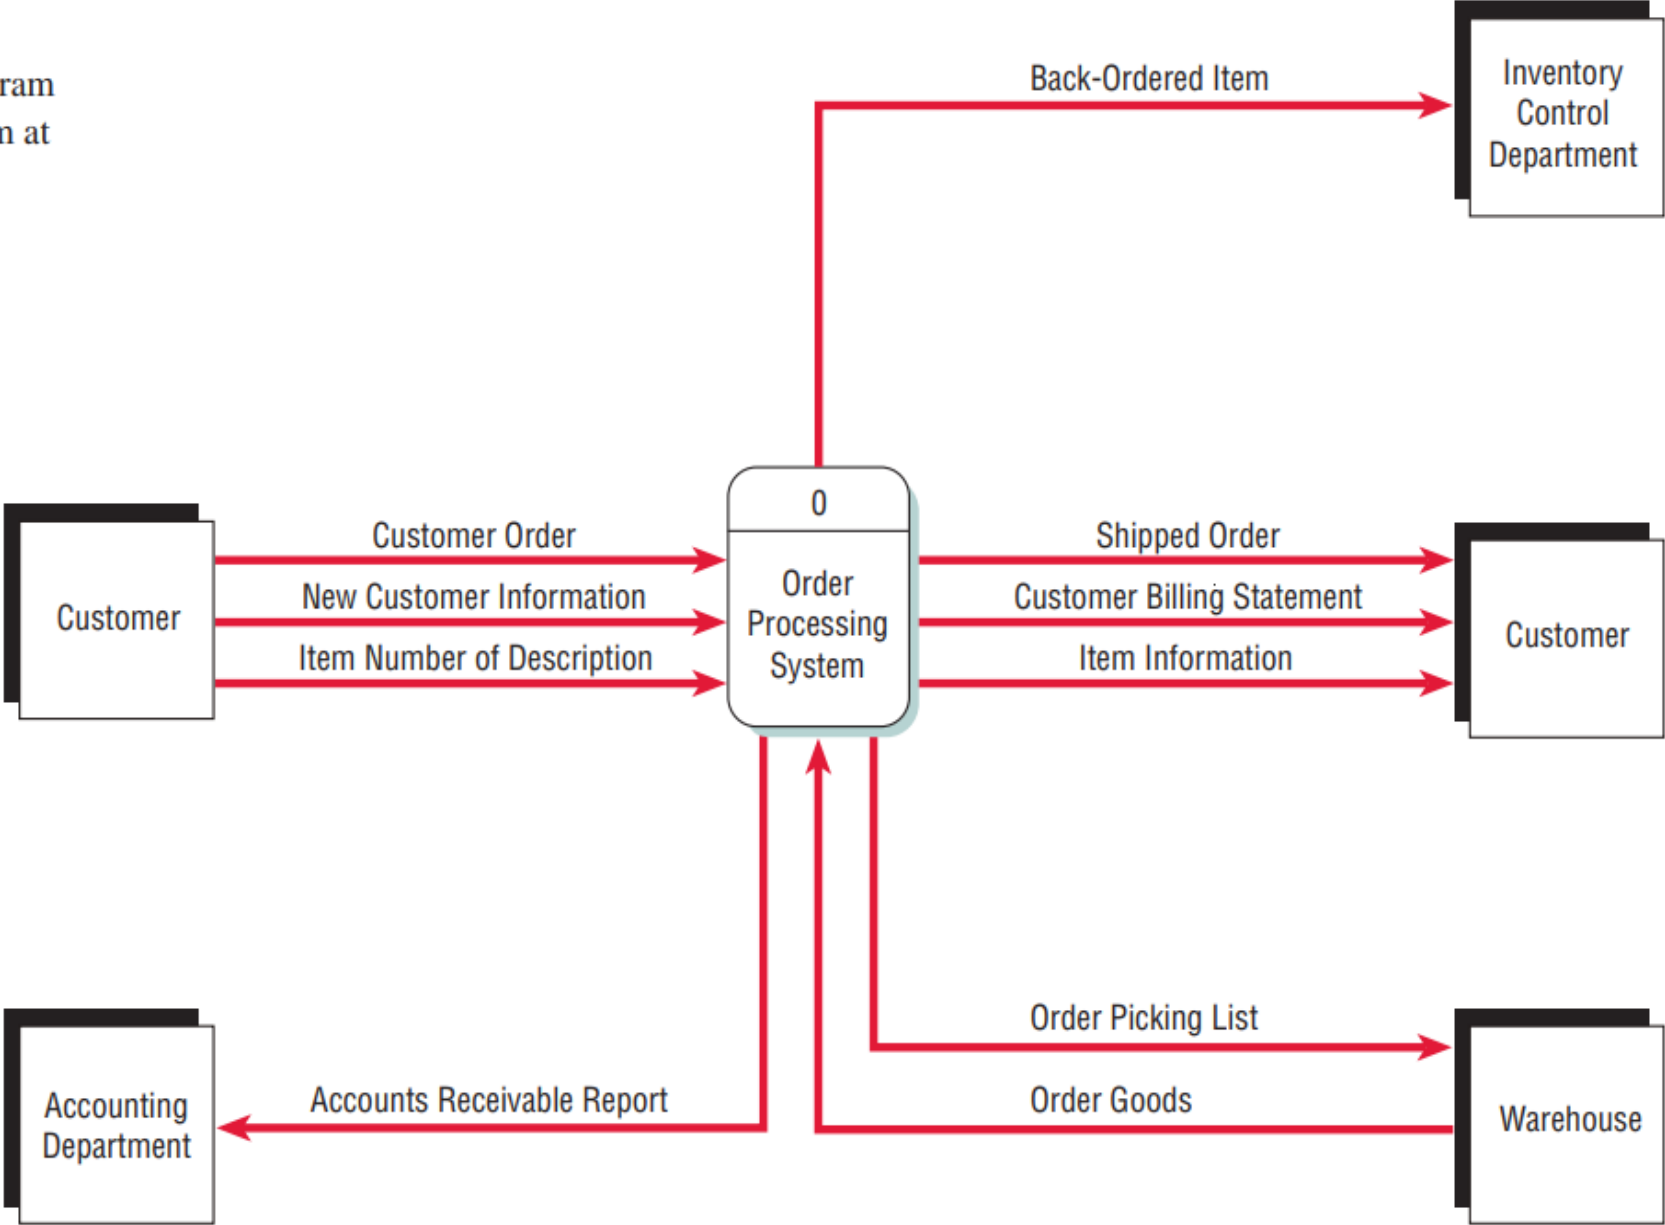 ram
n at
Back-Ordered Item
Inventory
Control
Department
0
Order
Processing
System
Customer
Customer Order
New Customer Information
Item Number of Description
Shipped Order
Customer Billing Statement
Item Information
Customer
Order Picking List
Order Goods
Warehouse
Accounts Receivable Report
Accounting
Department